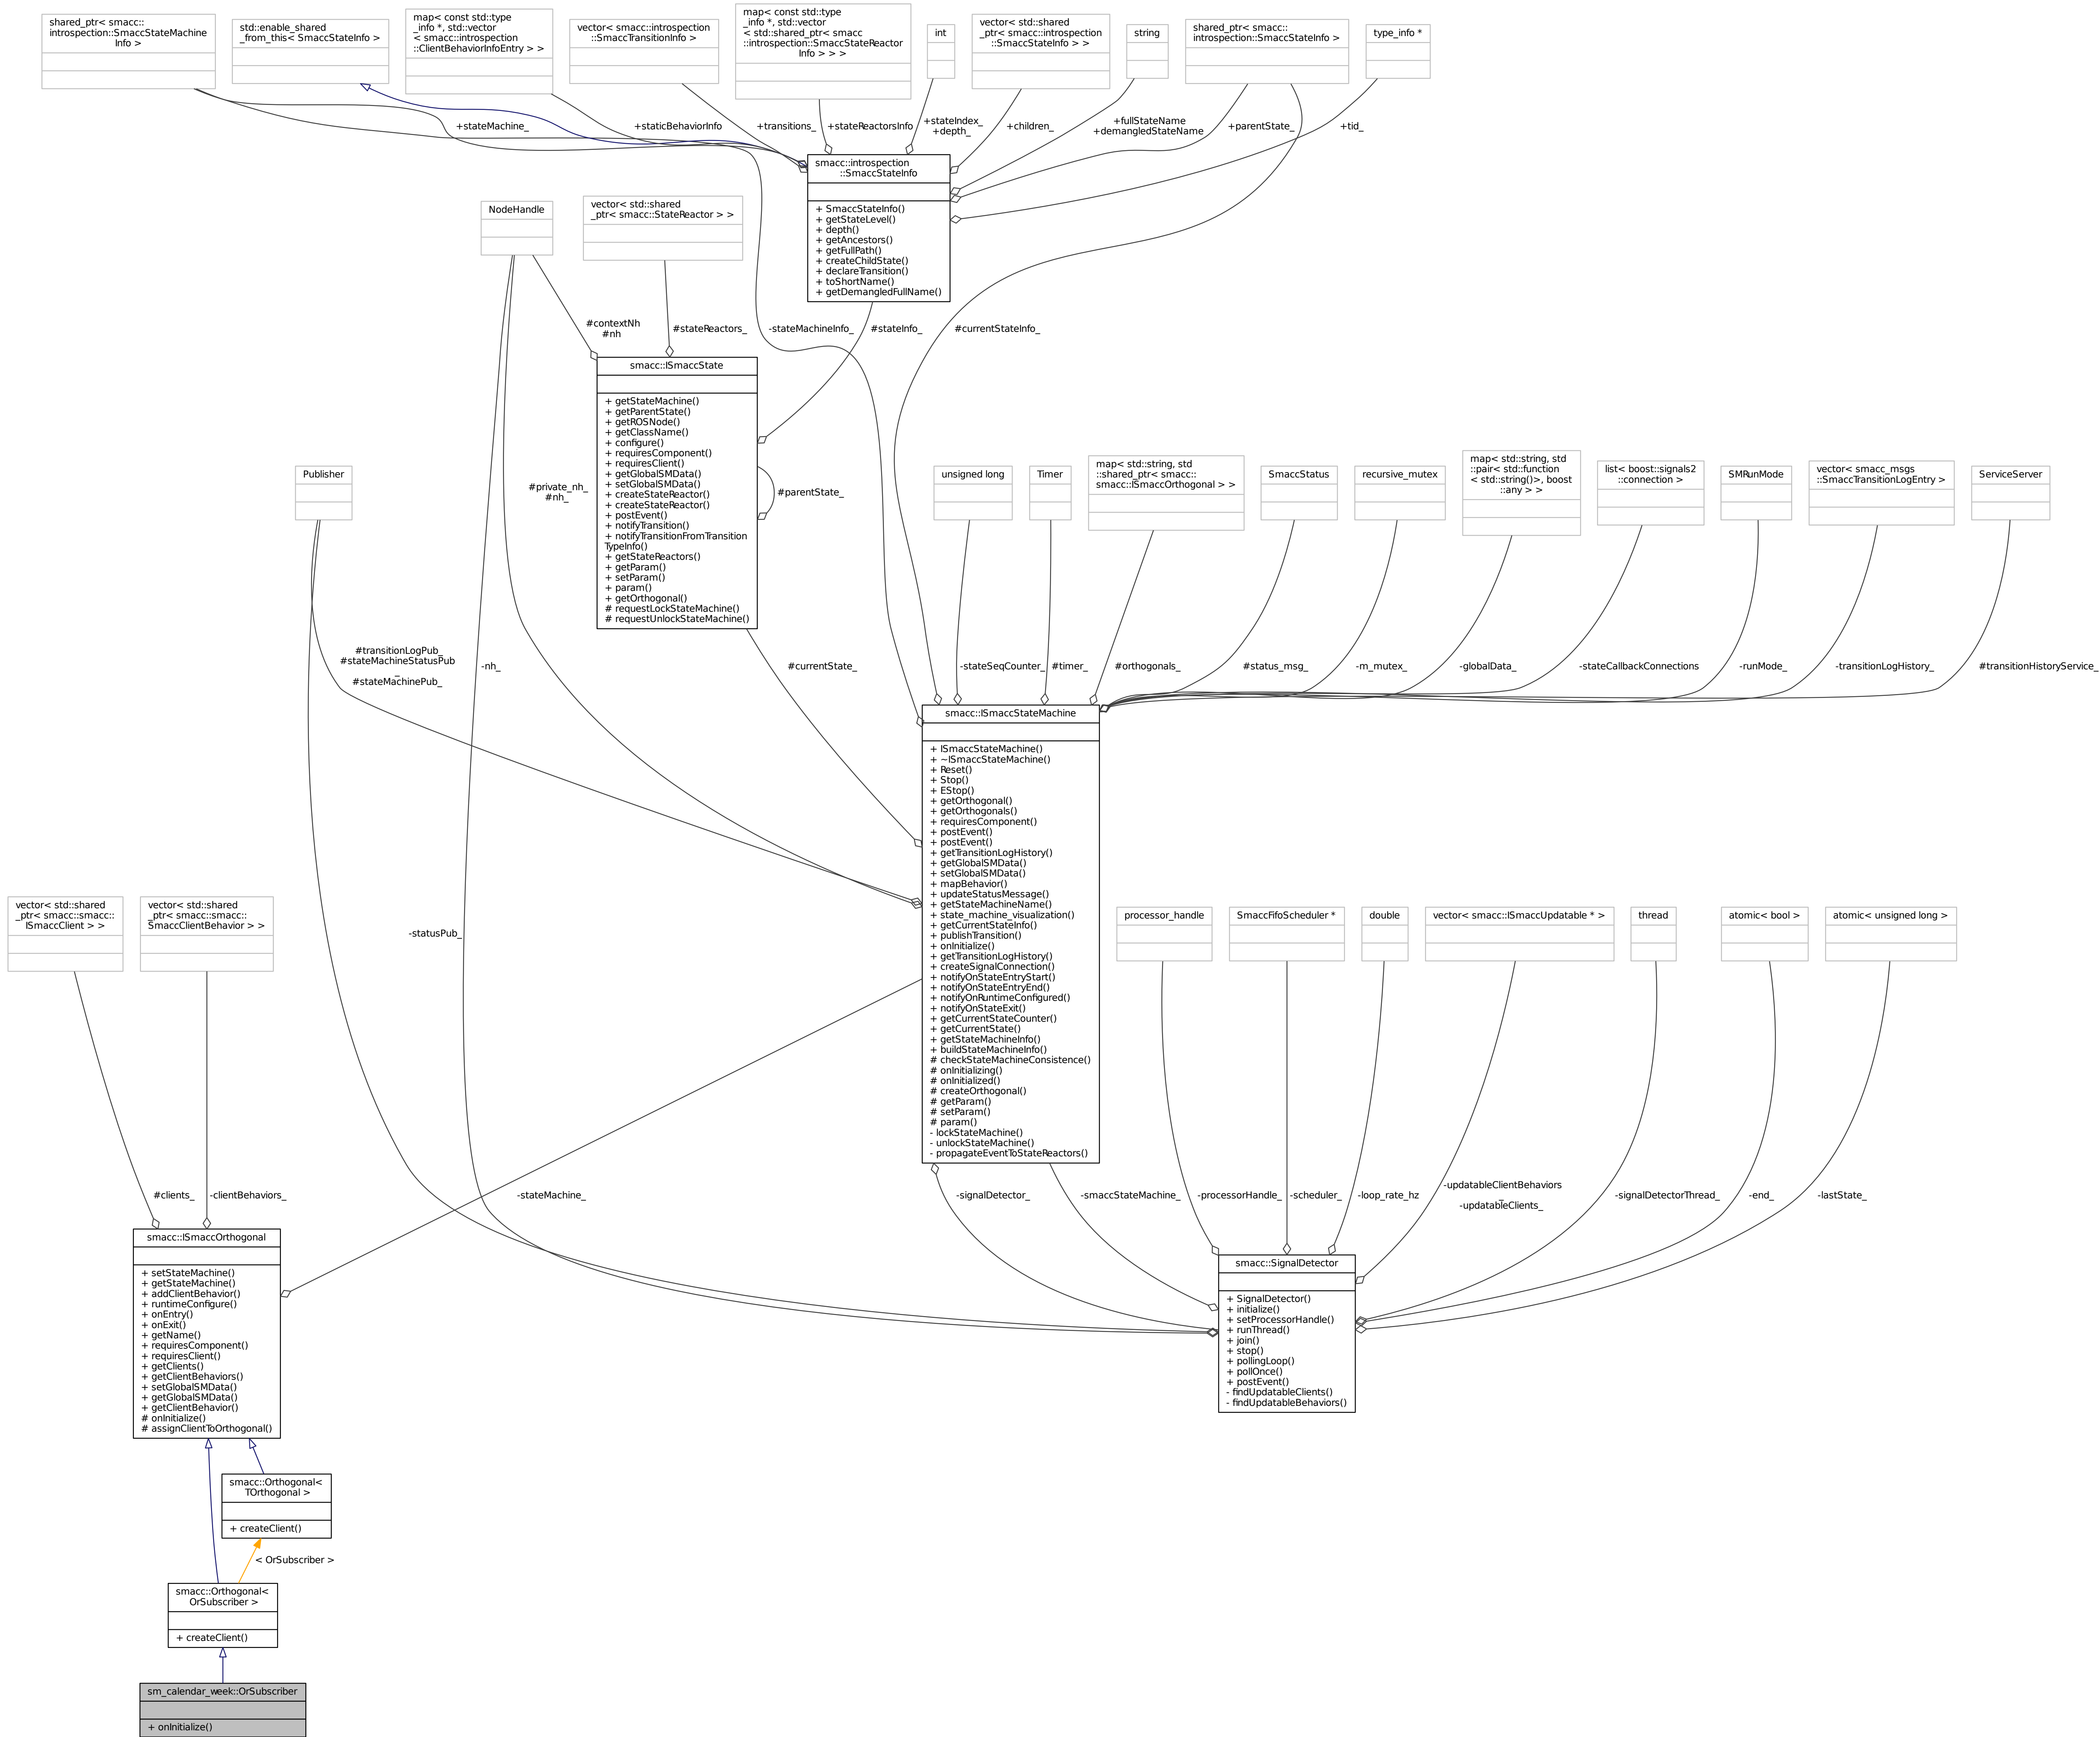 shared_ptr< smacc::
introspection::SmaccStateMachine
Info >
std::enable_shared
_from_this< SmaccStateInfo >
map< const std::type
_info *, std::vector
< smacc::introspection
::ClientBehaviorInfoEntry > >
vector< smacc::introspection
::SmaccTransitionInfo >
map< const std::type
_info *, std::vector
< std::shared_ptr< smacc
::introspection::SmaccStateReactor
Info > > >
int
vector< std::shared
_ptr< smacc::introspection
::SmaccStateInfo > >
string
shared_ptr< smacc::
introspection::SmaccStateInfo >
type_info *
+stateMachine_
+staticBehaviorInfo
+transitions_
+stateReactorsInfo
+stateIndex_
+depth_
+children_
+fullStateName
+demangledStateName
+parentState_
+tid_
smacc::introspection
::SmaccStateInfo
+ SmaccStateInfo()
+ getStateLevel()
+ depth()
+ getAncestors()
+ getFullPath()
+ createChildState()
+ declareTransition()
+ toShortName()
+ getDemangledFullName()
NodeHandle
vector< std::shared
_ptr< smacc::StateReactor > >
#contextNh
#nh
#stateReactors_
-stateMachineInfo_
#stateInfo_
#currentStateInfo_
smacc::ISmaccState
+ getStateMachine()
+ getParentState()
+ getROSNode()
+ getClassName()
+ configure()
+ requiresComponent()
+ requiresClient()
+ getGlobalSMData()
+ setGlobalSMData()
+ createStateReactor()
+ createStateReactor()
+ postEvent()
+ notifyTransition()
+ notifyTransitionFromTransition
TypeInfo()
+ getStateReactors()
+ getParam()
+ setParam()
+ param()
+ getOrthogonal()
# requestLockStateMachine()
# requestUnlockStateMachine()
#parentState_
Publisher
#private_nh_
#nh_
unsigned long
Timer
map< std::string, std
::shared_ptr< smacc::
smacc::ISmaccOrthogonal > >
SmaccStatus
recursive_mutex
map< std::string, std
::pair< std::function
< std::string()>, boost
::any > >
list< boost::signals2
::connection >
SMRunMode
vector< smacc_msgs
::SmaccTransitionLogEntry >
ServiceServer
#transitionLogPub_
#stateMachineStatusPub
_
#stateMachinePub_
-nh_
#currentState_
-stateSeqCounter_
#timer_
#orthogonals_
#status_msg_
-m_mutex_
-globalData_
-stateCallbackConnections
-runMode_
-transitionLogHistory_
#transitionHistoryService_
smacc::ISmaccStateMachine
+ ISmaccStateMachine()
+ ~ISmaccStateMachine()
+ Reset()
+ Stop()
+ EStop()
+ getOrthogonal()
+ getOrthogonals()
+ requiresComponent()
+ postEvent()
+ postEvent()
+ getTransitionLogHistory()
+ getGlobalSMData()
+ setGlobalSMData()
+ mapBehavior()
+ updateStatusMessage()
+ getStateMachineName()
+ state_machine_visualization()
+ getCurrentStateInfo()
+ publishTransition()
+ onInitialize()
+ getTransitionLogHistory()
+ createSignalConnection()
+ notifyOnStateEntryStart()
+ notifyOnStateEntryEnd()
+ notifyOnRuntimeConfigured()
+ notifyOnStateExit()
+ getCurrentStateCounter()
+ getCurrentState()
+ getStateMachineInfo()
+ buildStateMachineInfo()
# checkStateMachineConsistence()
# onInitializing()
# onInitialized()
# createOrthogonal()
# getParam()
# setParam()
# param()
- lockStateMachine()
- unlockStateMachine()
- propagateEventToStateReactors()
vector< std::shared
_ptr< smacc::smacc::
ISmaccClient > >
vector< std::shared
_ptr< smacc::smacc::
SmaccClientBehavior > >
-statusPub_
processor_handle
SmaccFifoScheduler *
double
vector< smacc::ISmaccUpdatable * >
thread
atomic< bool >
atomic< unsigned long >
#clients_
-clientBehaviors_
-stateMachine_
-signalDetector_
-smaccStateMachine_
-processorHandle_
-scheduler_
-loop_rate_hz
-updatableClientBehaviors
_
-updatableClients_
-signalDetectorThread_
-end_
-lastState_
smacc::ISmaccOrthogonal
+ setStateMachine()
+ getStateMachine()
+ addClientBehavior()
+ runtimeConfigure()
+ onEntry()
+ onExit()
+ getName()
+ requiresComponent()
+ requiresClient()
+ getClients()
+ getClientBehaviors()
+ setGlobalSMData()
+ getGlobalSMData()
+ getClientBehavior()
# onInitialize()
# assignClientToOrthogonal()
smacc::SignalDetector
+ SignalDetector()
+ initialize()
+ setProcessorHandle()
+ runThread()
+ join()
+ stop()
+ pollingLoop()
+ pollOnce()
+ postEvent()
- findUpdatableClients()
- findUpdatableBehaviors()
smacc::Orthogonal<
TOrthogonal >
+ createClient()
< OrSubscriber >
smacc::Orthogonal<
OrSubscriber >
+ createClient()
sm_calendar_week::OrSubscriber
+ onInitialize()